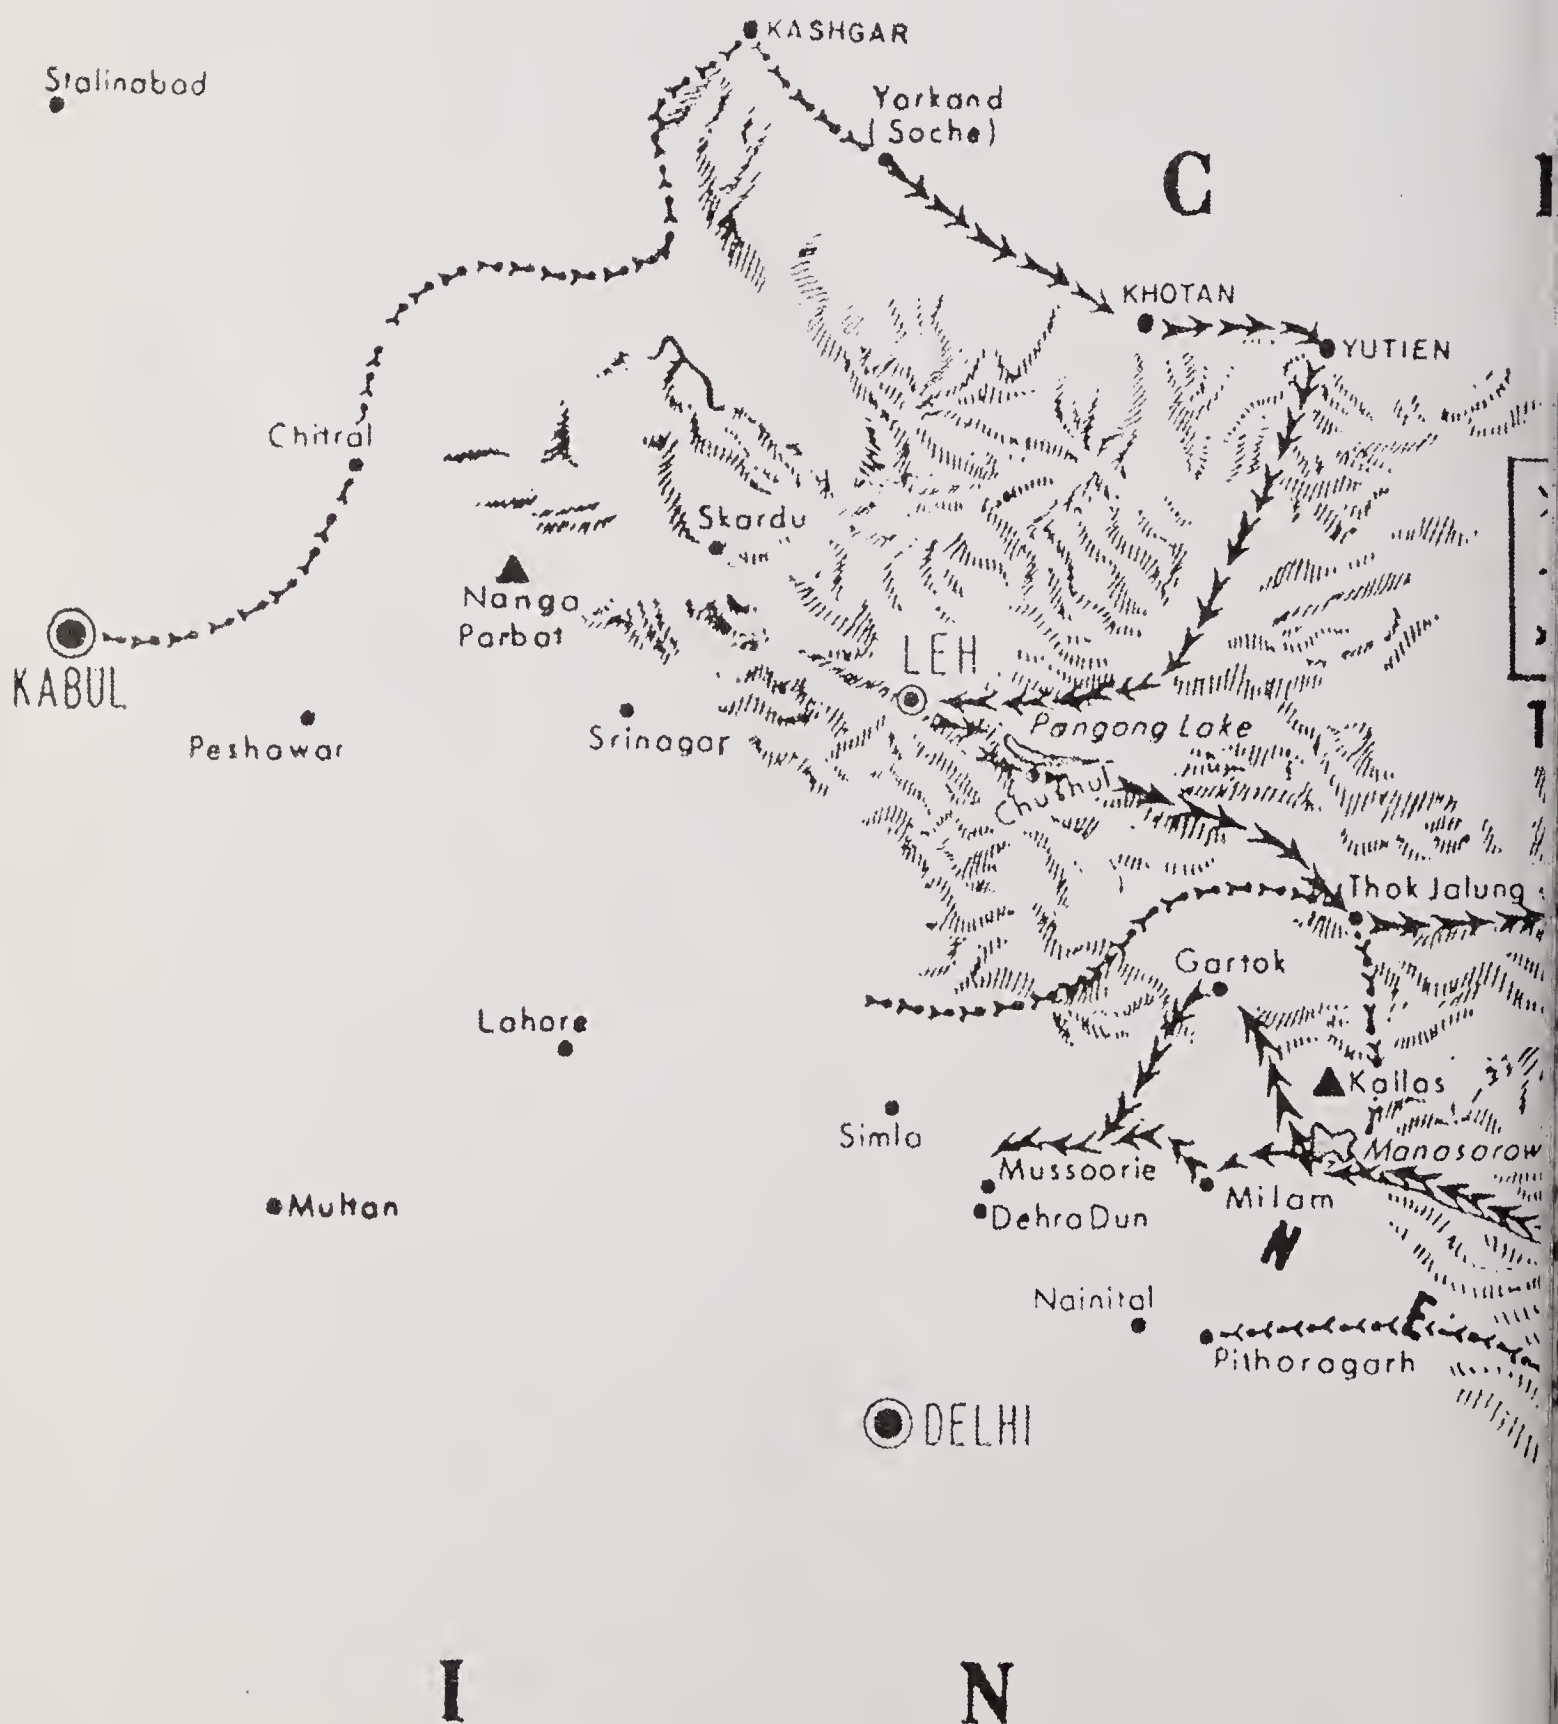 KASHGAR
Stalinabad
Yarkand
(Soche)
C
KHOTAN
YUTIEN
Chitral
Skardu
Nanga
Parbat
LEH
KABUL
Pangong Lake
Peshawar
Srinagar
Chushul
Thok Jalung
Gartok
Lahore
Kailas
Simla
Manasarow
Mussoorie
Multan
Milam
Dehra Dun
N
Nainital
E
Pithoragarh
DELHI
I
N